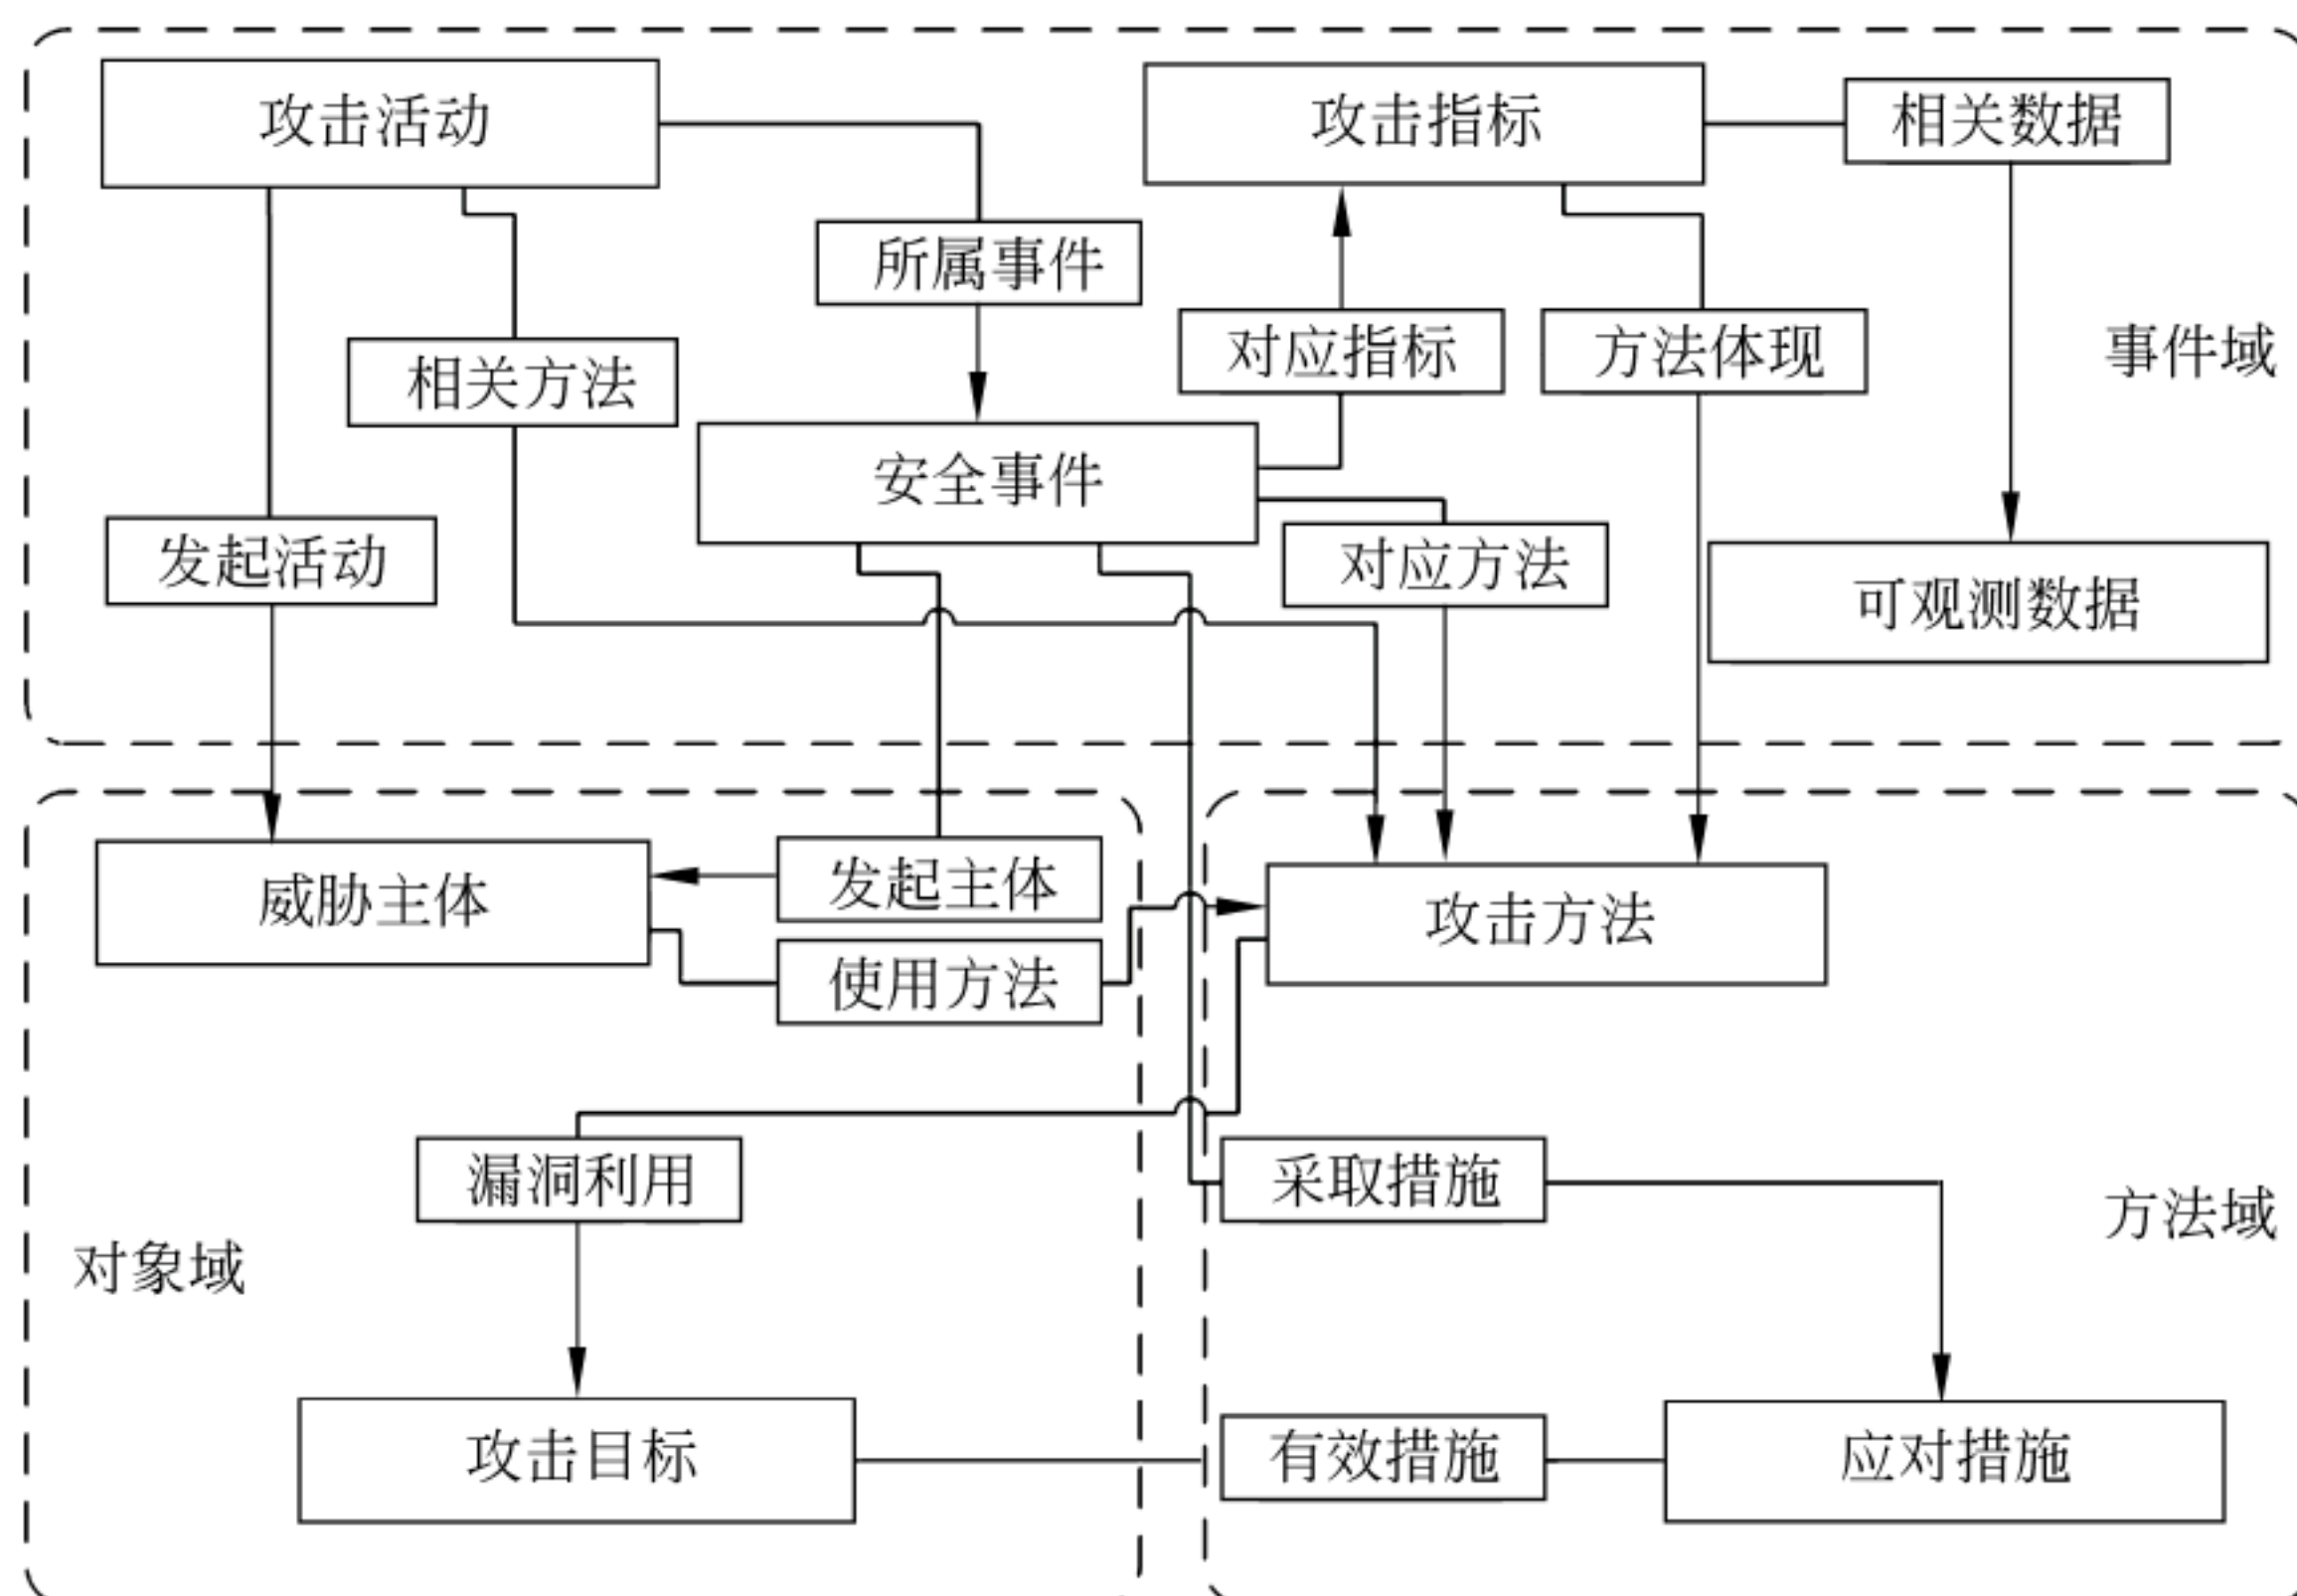 攻击活动
攻击指标
相关数据
所属事件
对应指标
方法体现
事件域
相关方法
安全事件
发起活动
对应方法
可观测数据
威胁主体
发起主体
使用方法
攻击方法
漏洞利用
采取措施
方法域
对象域
攻击目标
有效措施
应对措施